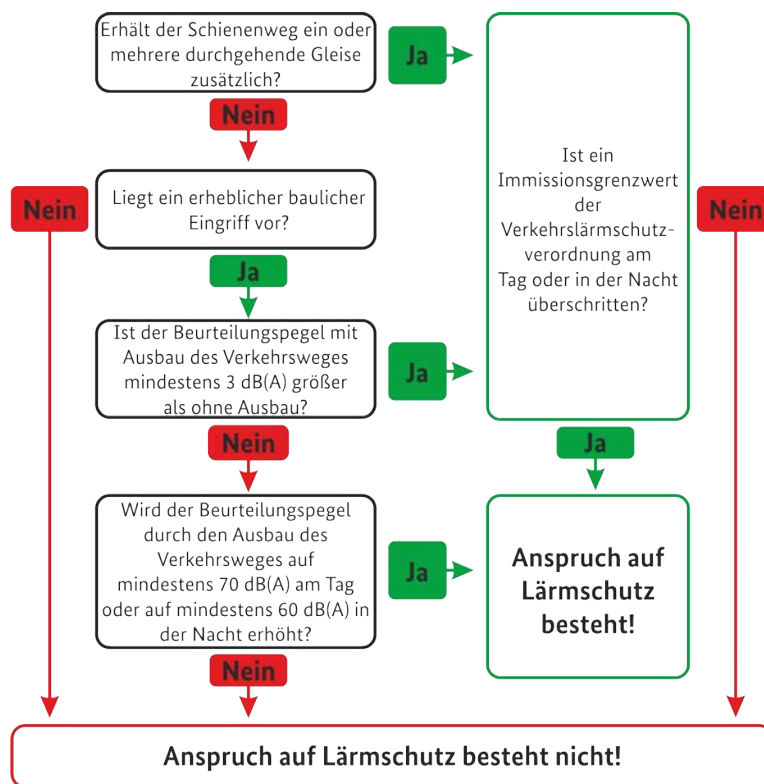 Erhält der Schienenweg ein oder
mehrere durchgehende Gleise
zusätzlich?
Ja
Nein
Ist ein
Immissionsgrenzwert
der
Verkehrslärmschutz-
verordnung am
Tag oder in der Nacht
überschritten?
Nein
Liegt ein erheblicher baulicher
Eingriff vor?
Nein
Ja
Ist der Beurteilungspegel mit
Ausbau des Verkehrsweges
mindestens 3 dB(A) größer
als ohne Ausbau?
Ja
Nein
Ja
Wird der Beurteilungspegel
durch den Ausbau des
Verkehrsweges auf
mindestens 70 dB(A) am Tag
oder auf mindestens 60 dB(A) in
der Nacht erhöht?
Ja
Anspruch auf
Lärmschutz
besteht!
Nein
Anspruch auf Lärmschutz besteht nicht!